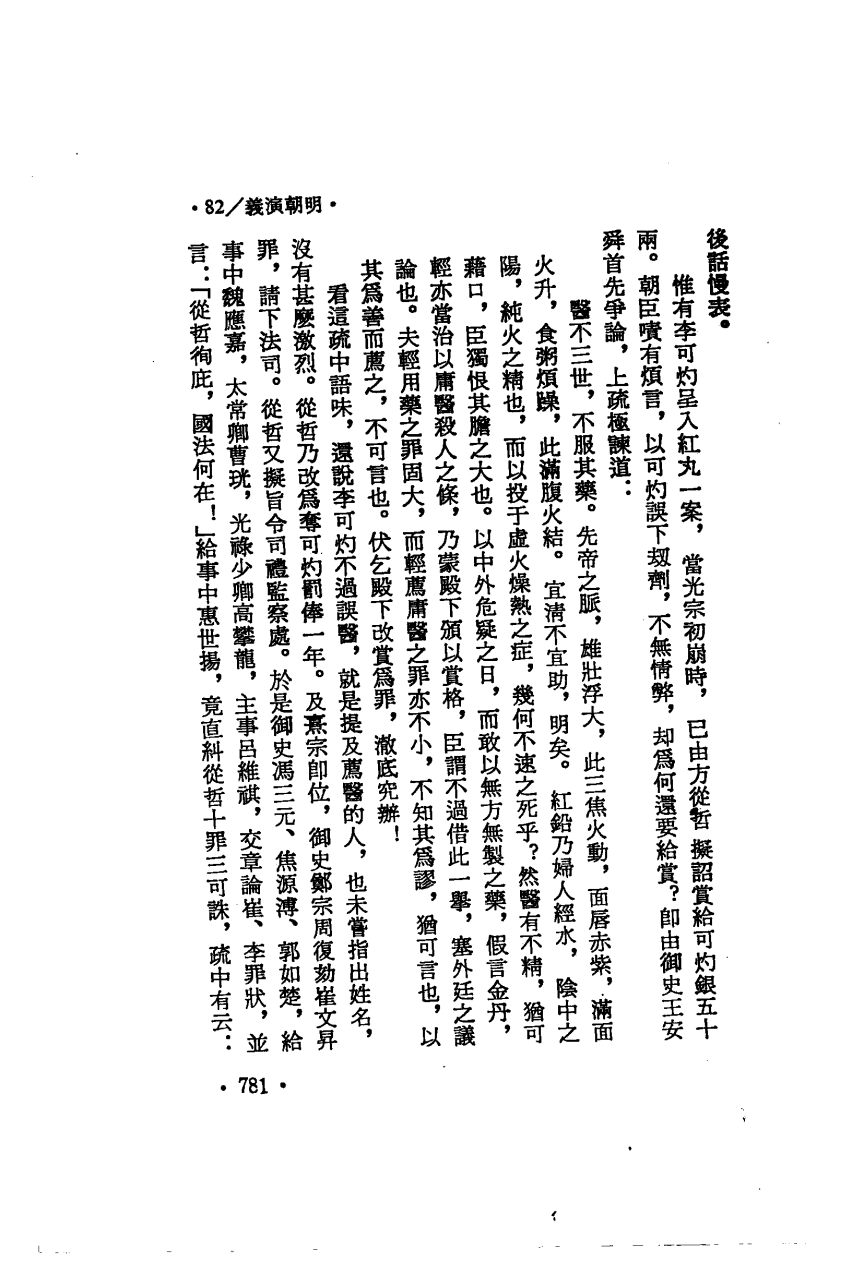 •82/義演朝明•
後話慢表。
惟有李可灼呈入紅丸一案，當光宗初崩時，已由方從哲擬詔賞給可灼銀五十
兩。朝臣嘖有煩言，以可灼誤下刼劑，不無情弊，却爲何還要給賞？卽由御史王安
舜首先爭論，上疏極諫道：
醫不三世，不服其藥。先帝之脈，雄壯浮大，此三焦火動，面唇赤紫，滿面
火升，食粥煩躁，此滿腹火結。宜淸不宜助，明矣。紅鉛乃婦人經水，陰中之
陽，純火之精也，而以投于虛火燥熱之症，幾何不速之死乎？然醫有不精，猶可
藉口，臣獨恨其膽之大也。以中外危疑之日，而敢以無方無製之藥，假言金丹，
輕亦當治以庸醫殺人之條，乃蒙殿下頒以賞格，臣謂不過借此一舉，塞外廷之議
論也。夫輕用藥之罪固大，而輕薦庸醫之罪亦不小，不知其爲謬，猶可言也，以
其爲善而薦之，不可言也。伏乞殿下改賞爲罪，澈底究辦！
看這疏中語味，還說李可灼不過誤醫，就是提及薦醫的人，也未嘗指出姓名，
沒有甚麽激烈。從哲乃改爲奪可灼罰俸一年。及熹宗卽位，御史鄭宗周復劾崔文昇
罪，請下法司。從哲又擬旨令司禮監察處。於是御史馮三元、焦源溥、郭如楚，給
事中魏應嘉，太常卿曹珖，光祿少卿高攀龍，主事呂維祺，交章論崔、李罪狀，並
言：「從哲徇庇，國法何在！」給事中惠世揚，竟直糾從哲十罪三可誅，疏中有云：
•781•